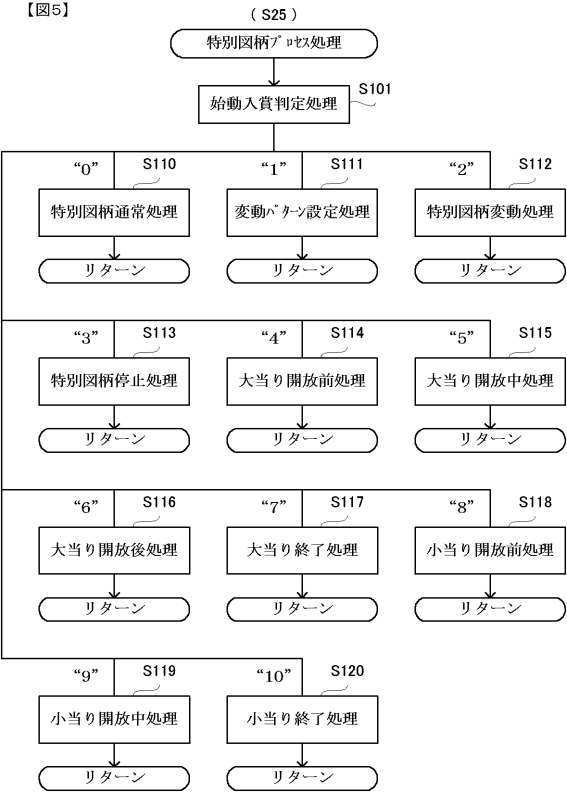 【図5】
( S25 )
特別図柄ﾌﾟﾛｾｽ処理
S101
始動入賞判定処理
“0” S110 “1” S111 “2” S112
特別図柄通常処理 変動ﾊﾟﾀｰﾝ設定処理 特別図柄変動処理
リターン リターン リターン
“3” S113 “4” S114 “5” S115
特別図柄停止処理 大当り開放前処理 大当り開放中処理
リターン リターン リターン
“6” S116 “7” S117 “8” S118
大当り開放後処理 大当り終了処理 小当り開放前処理
リターン リターン リターン
“9” S119 “10” S120
小当り開放中処理 小当り終了処理
リターン リターン